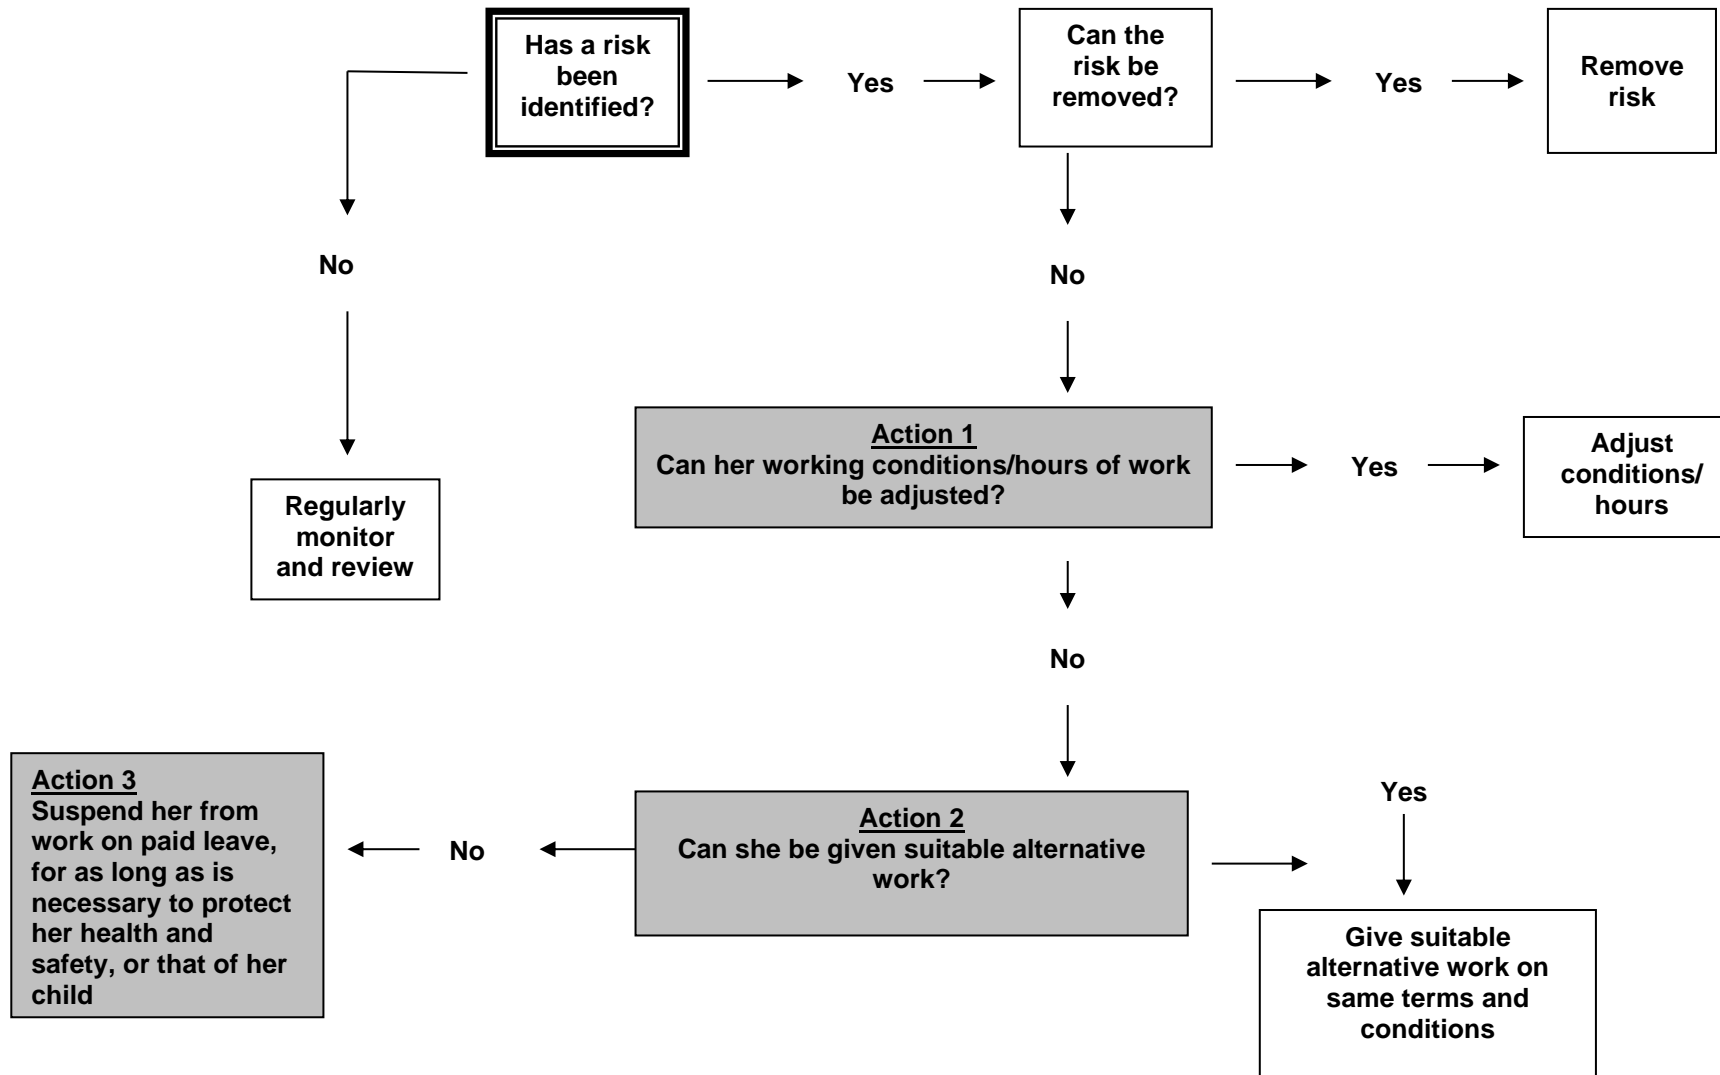 Has a risk
been
identified?
Yes
Can the
risk be
removed?
Yes
Remove
risk
No
No
Action 1
Can her working conditions/hours of work
be adjusted?
Yes
Adjust
conditions/
hours
Regularly
monitor
and review
No
Action 3
Suspend her from
work on paid leave,
for as long as is
necessary to protect
her health and
safety, or that of her
child
No
Action 2
Can she be given suitable alternative
work?
Yes
Give suitable
alternative work on
same terms and
conditions